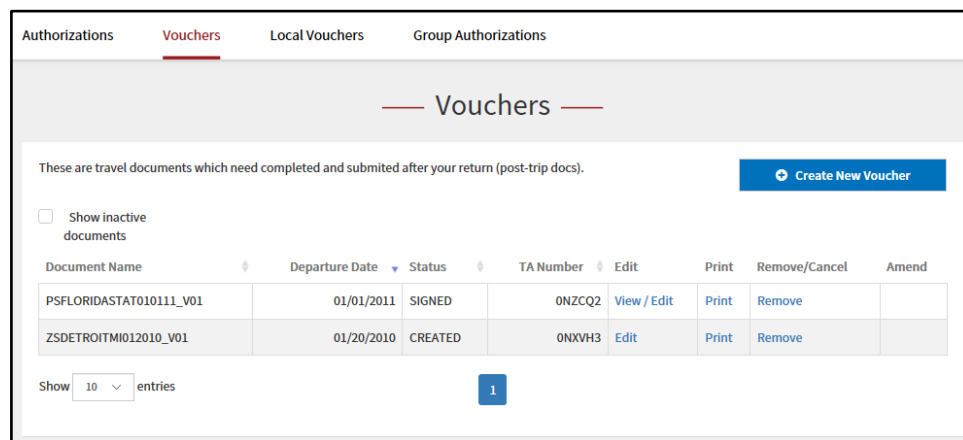 Authorizations Vouchers Local Vouchers Group Authorizations
Vouchers
These are travel documents which need completed and submited after your return (post-trip docs).
Create New Voucher
Show inactive
documents
Document Name Departure Date Status TA Number Edit Print Remove/Cancel Amend
PSFLORIDASTAT010111_V01 01/01/2011 SIGNED 0NZCQ2 View / Edit Print Remove
ZSDETROITMI012010_V01 01/20/2010 CREATED 0NXVH3 Edit Print Remove
Show 10 entries
1